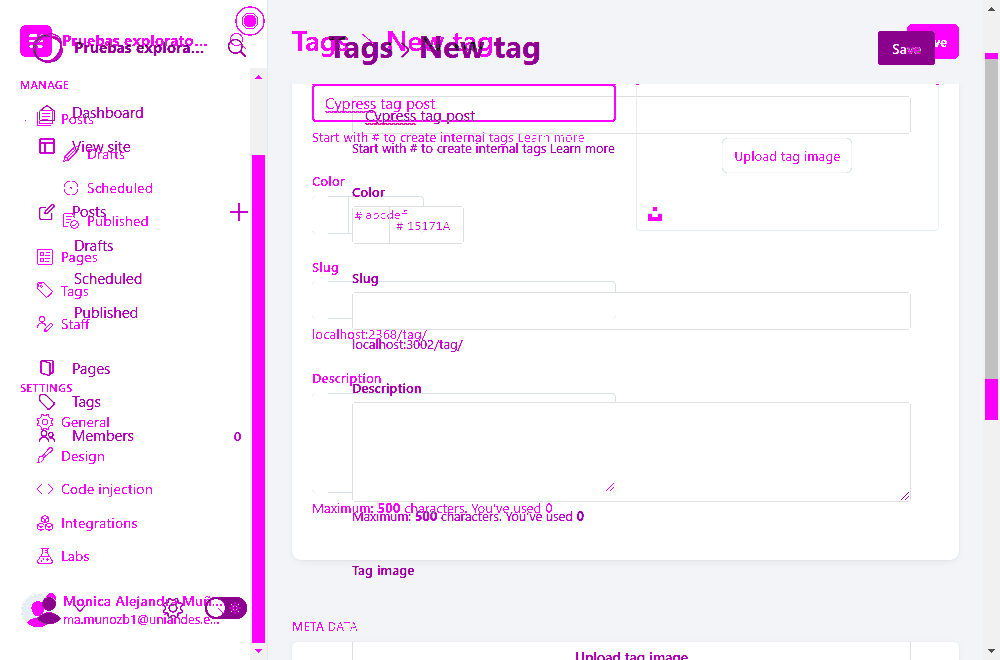 Pruebas explorato...
Pruebas explora...
Tags > New tag
Tags > New tag
Save
MANAGE
Dashboard
Posts
View site
Drafts
Scheduled
Posts
Published
Drafts
Pages
Scheduled
Tags
Published
Staff
Pages
SETTINGS
Tags
General
Members 0
Design
Code injection
Integrations
Labs
Monica Alejandra Muñ...
ma.munozb1@uniandes.e...
Cypress tag post
Cypress tag post
Start with # to create internal tags Learn more
Start with # to create internal tags Learn more
Upload tag image
Color
Color
# abcdef
# 15171A
Slug
Slug
localhost:2368/tag/
localhost:3002/tag/
Description
Description
Maximum: 500 characters. You've used 0
Maximum: 500 characters. You've used 0
Tag image
META DATA
Upload tag image